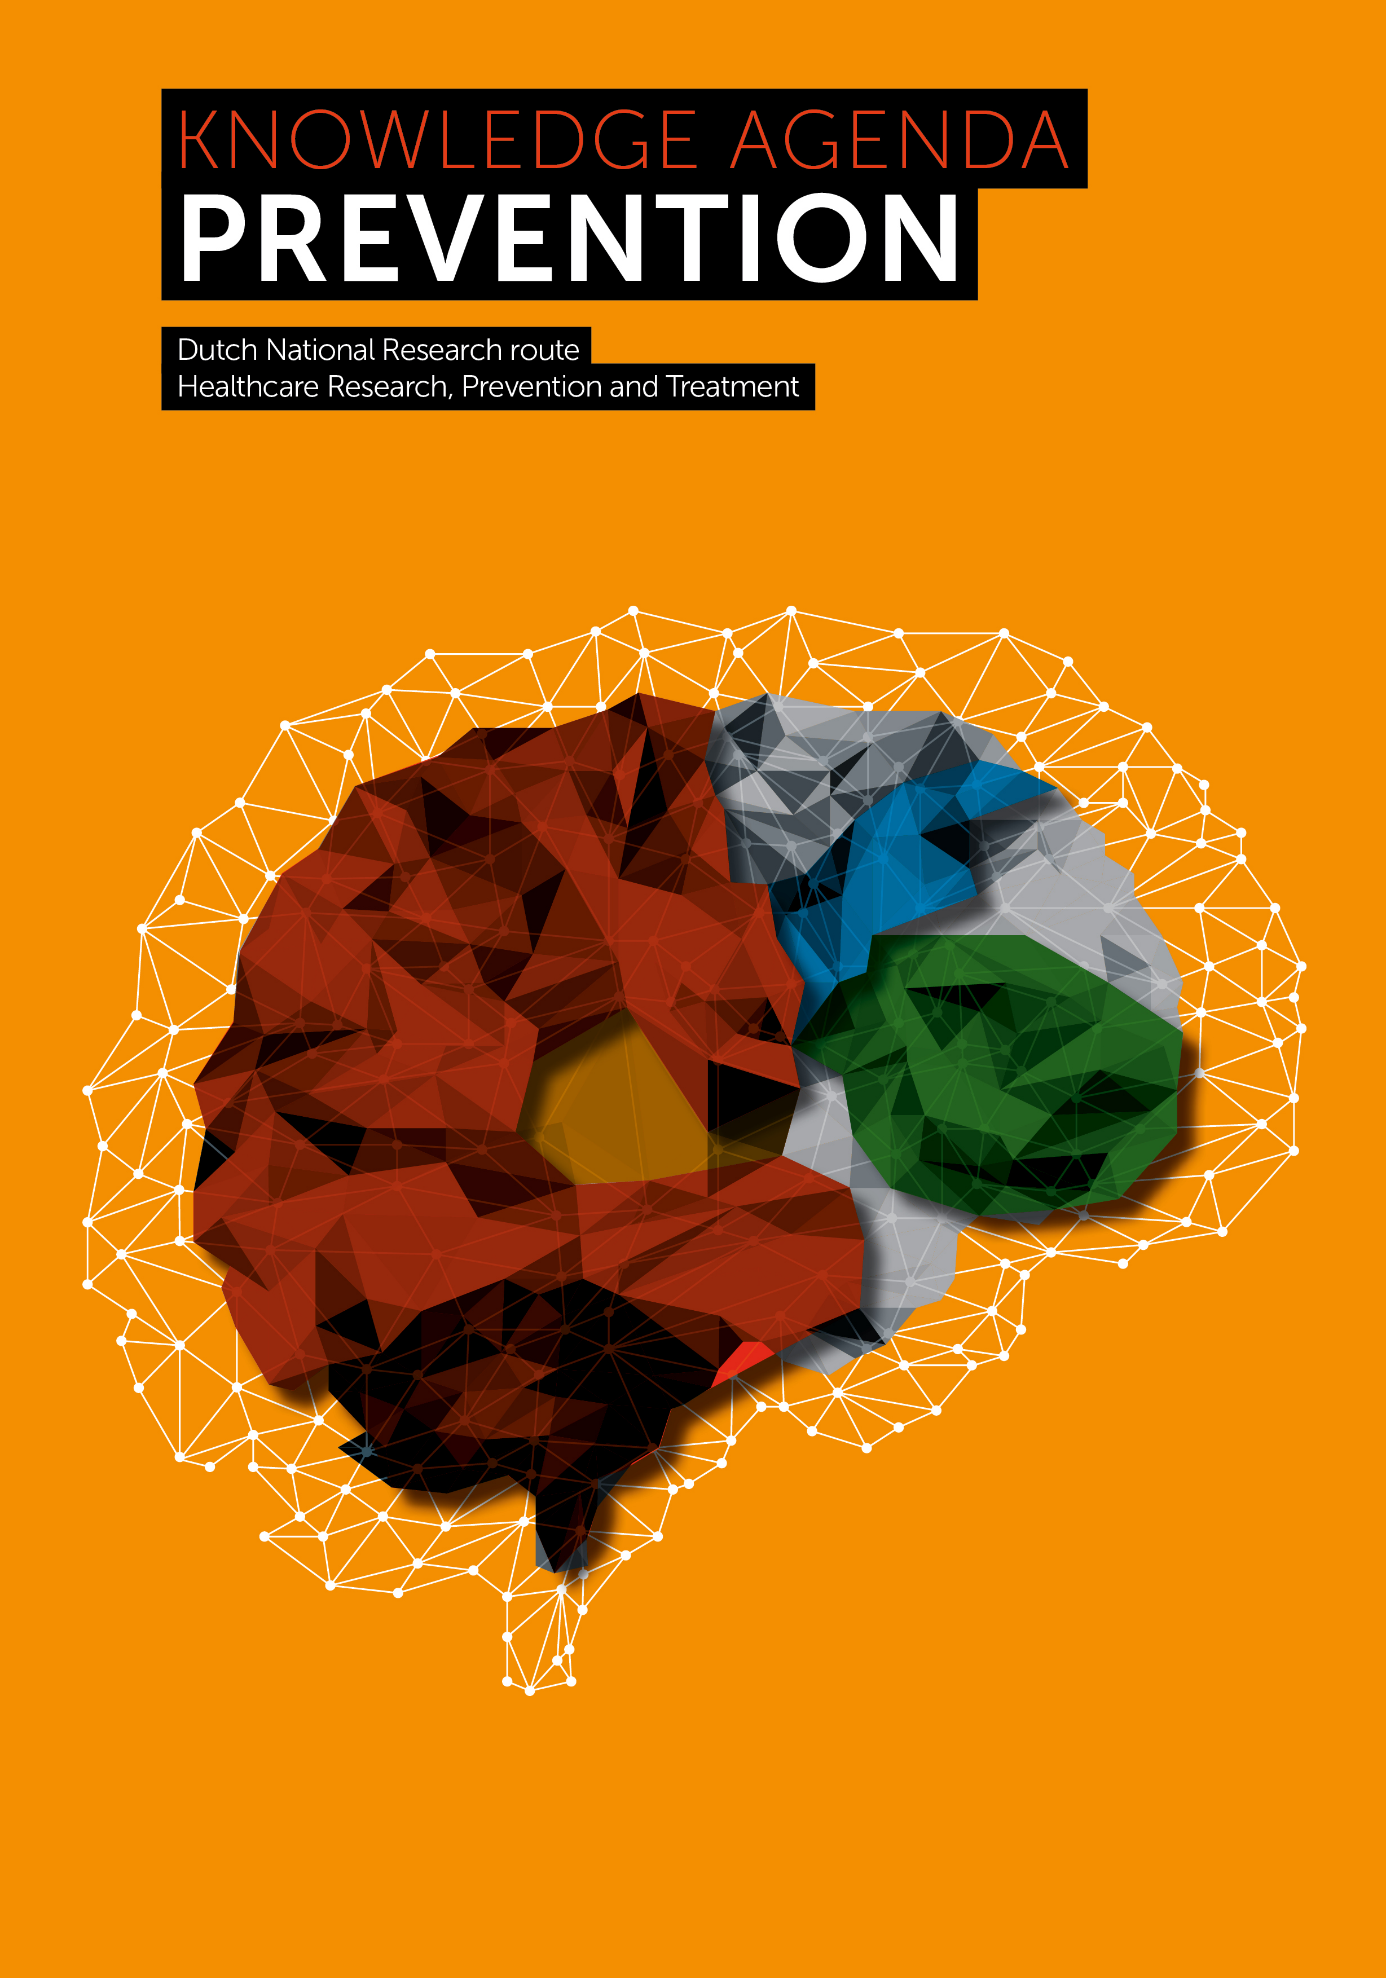 KNOWLEDGE AGENDA
PREVENTION
Dutch National Research route
Healthcare Research, Prevention and Treatment